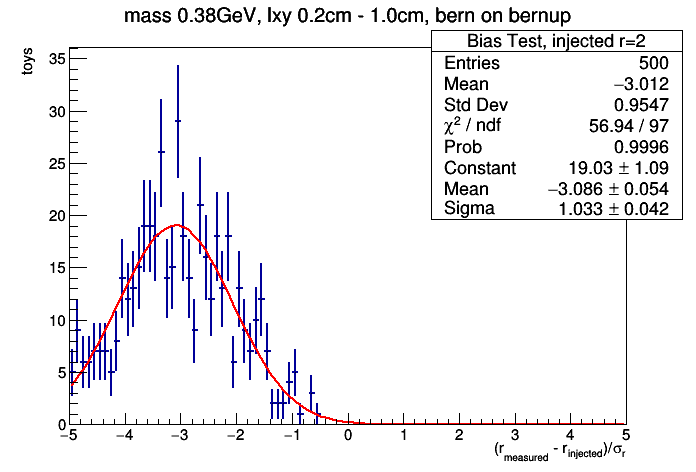 mass 0.38GeV, lxy 0.2cm - 1.0cm, bern on bernup
Bias Test, injected r=2
Entries 500
Mean −3.012
Std Dev 0.9547
χ² / ndf 56.94 / 97
Prob 0.9996
Constant 19.03 ± 1.09
Mean −3.086 ± 0.054
Sigma 1.033 ± 0.042
toys
35
30
25
20
15
10
5
0
−5 −4 −3 −2 −1 0 1 2 3 4 5
(r_measured - r_injected)/σ_r